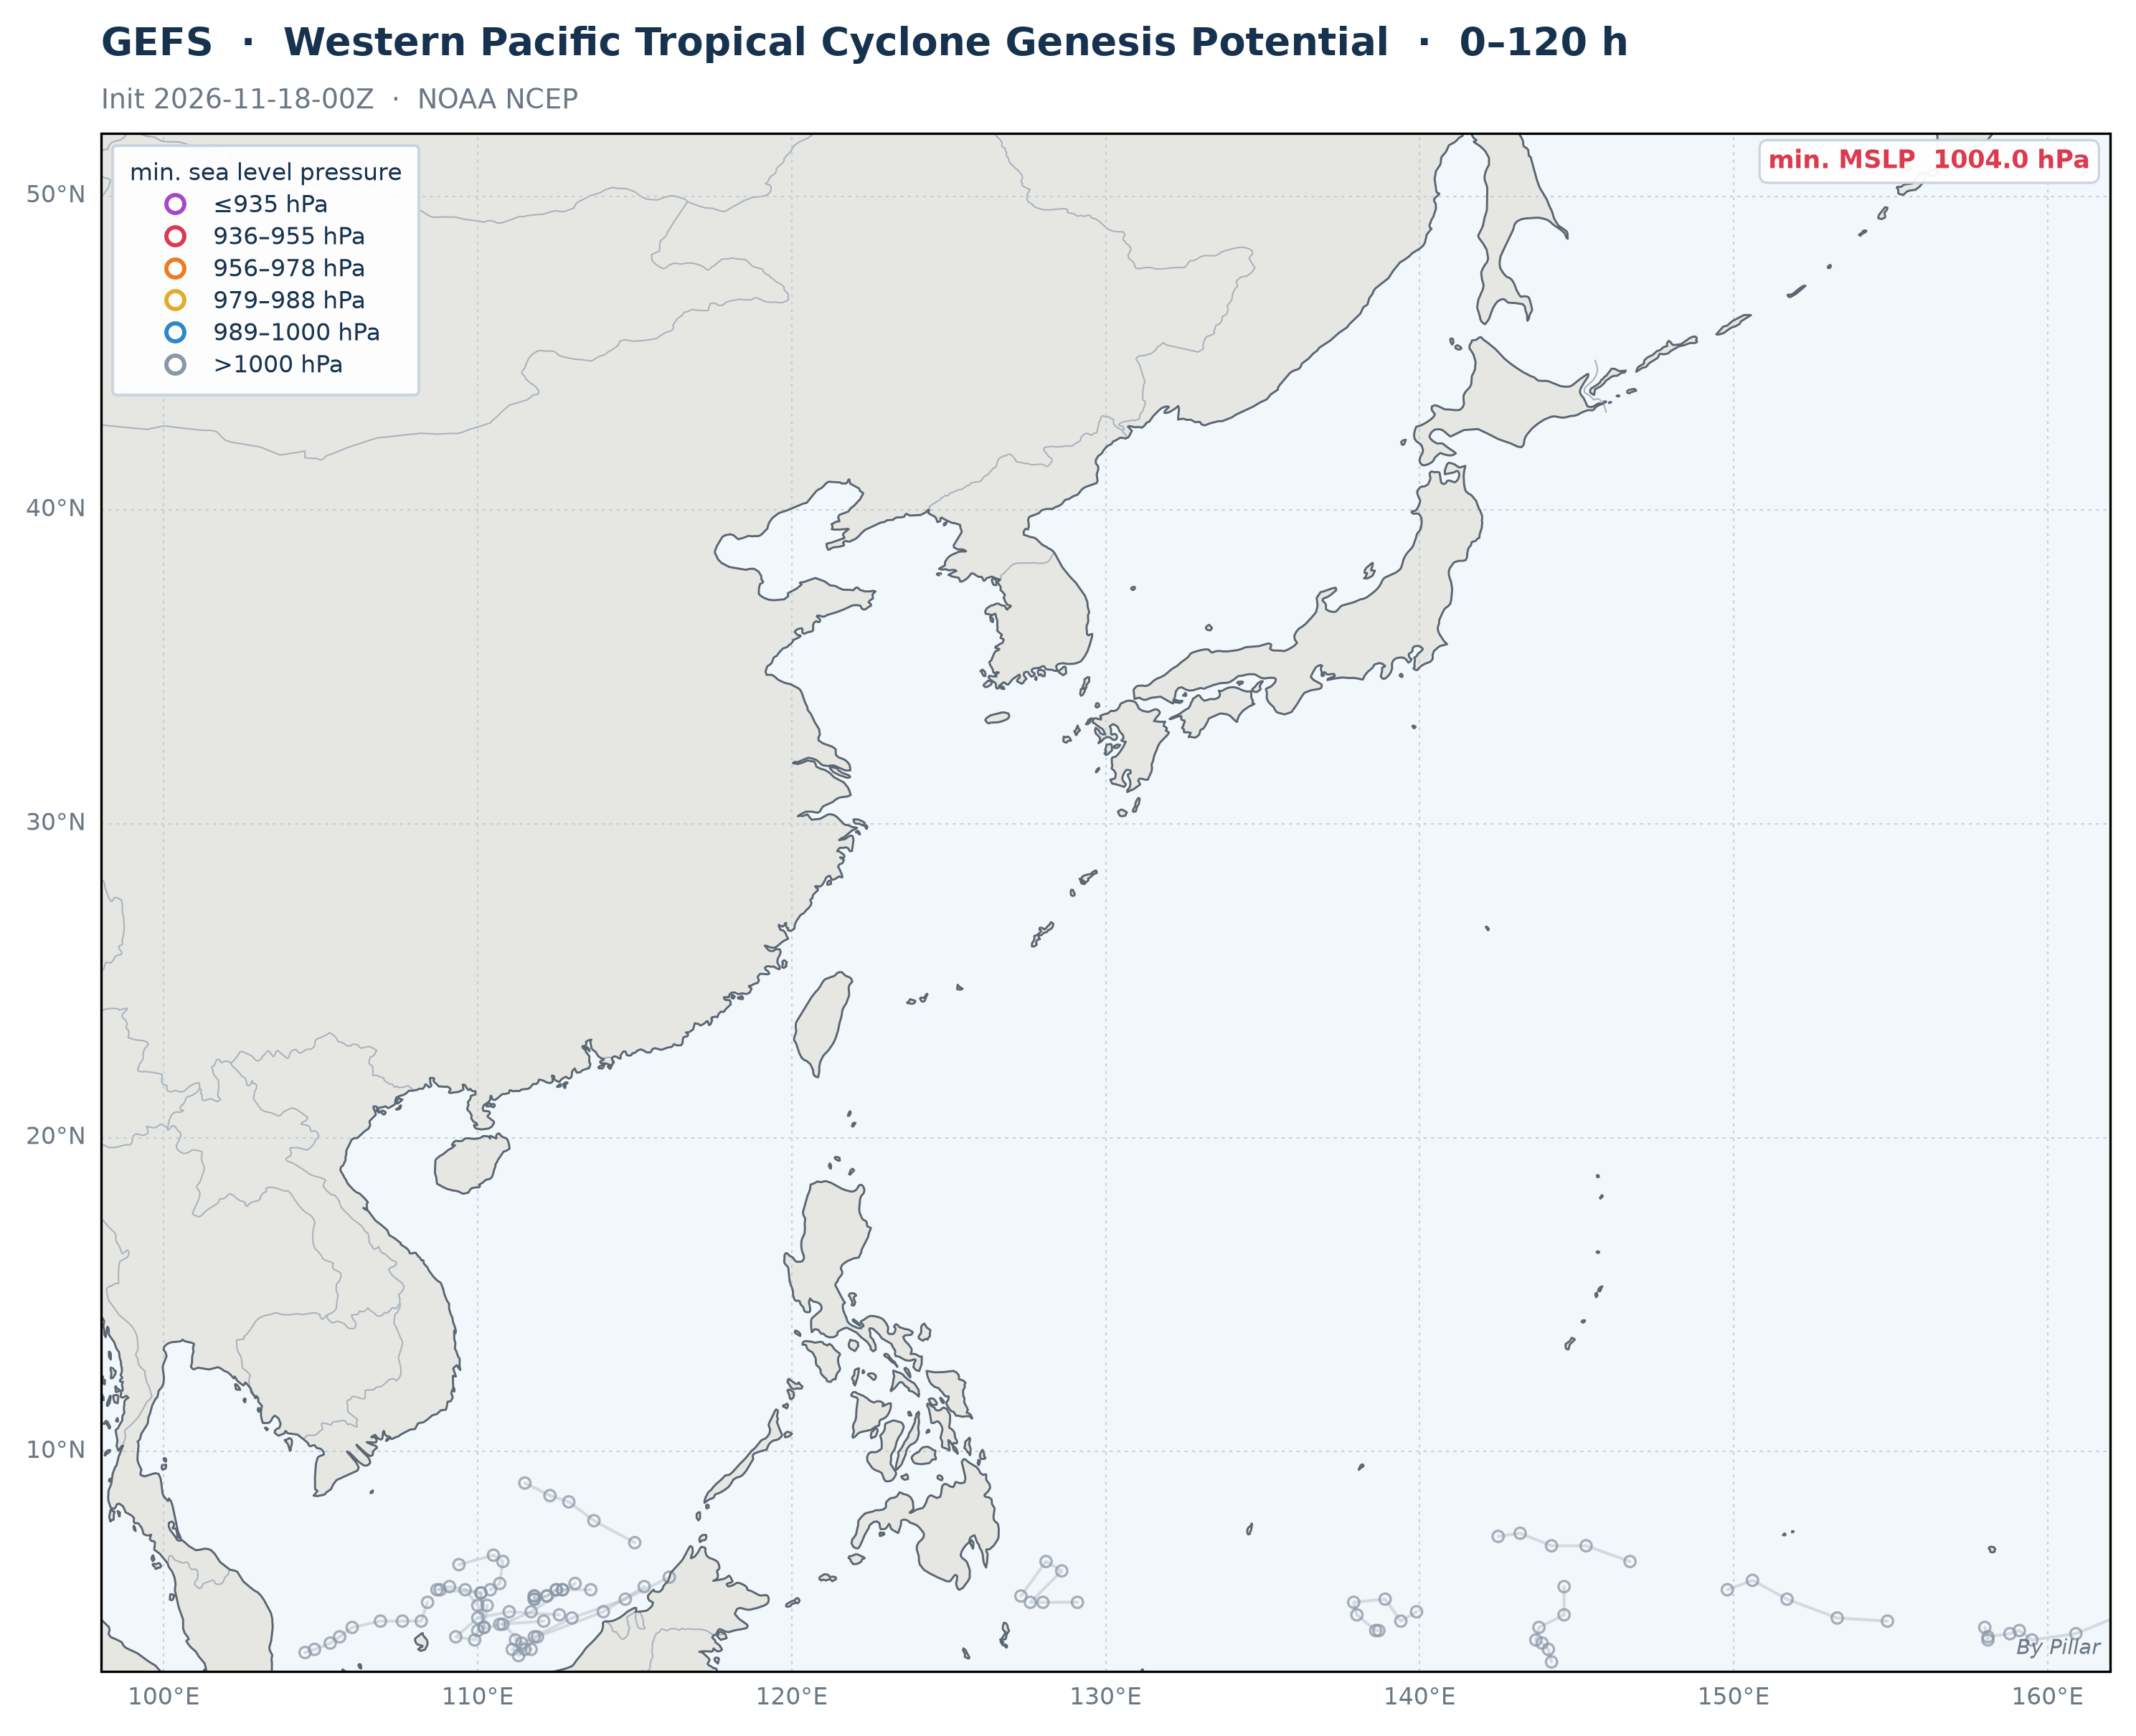 GEFS · Western Pacific Tropical Cyclone Genesis Potential · 0–120 h
Init 2026-11-18-00Z · NOAA NCEP
min. sea level pressure
≤935 hPa
936–955 hPa
956–978 hPa
979–988 hPa
989–1000 hPa
>1000 hPa
min. MSLP 1004.0 hPa
50°N
40°N
30°N
20°N
10°N
By Pillar
100°E 110°E 120°E 130°E 140°E 150°E 160°E